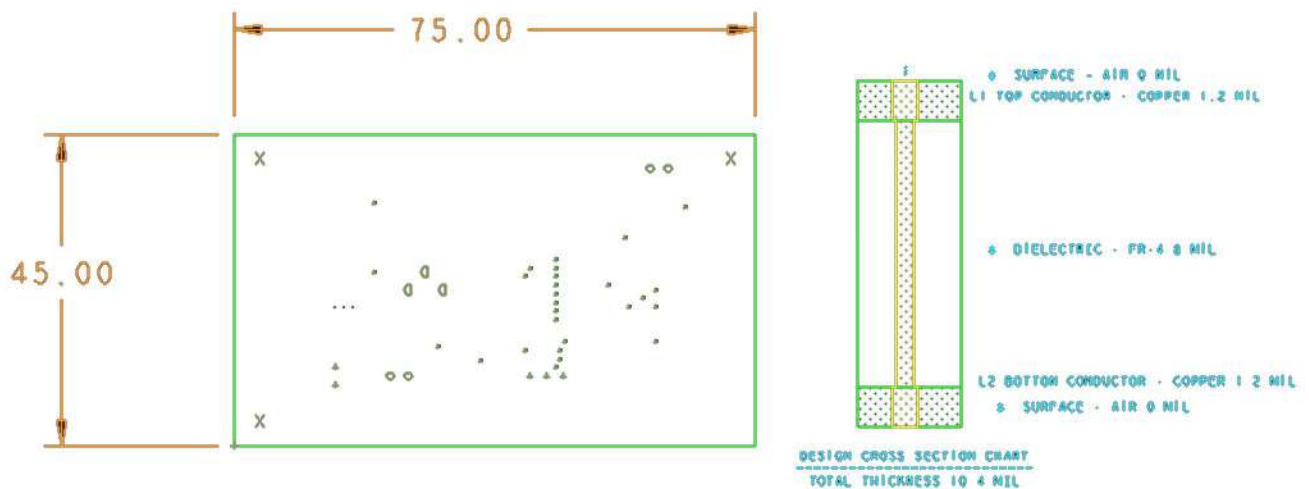 75.00
45.00
SURFACE - AIR 0 MIL
L1 TOP CONDUCTOR - COPPER 1.2 MIL
DIELECTRIC - FR-4 8 MIL
L2 BOTTOM CONDUCTOR - COPPER 1 2 MIL
SURFACE - AIR 0 MIL
DESIGN CROSS SECTION CHART
TOTAL THICKNESS 10 4 MIL